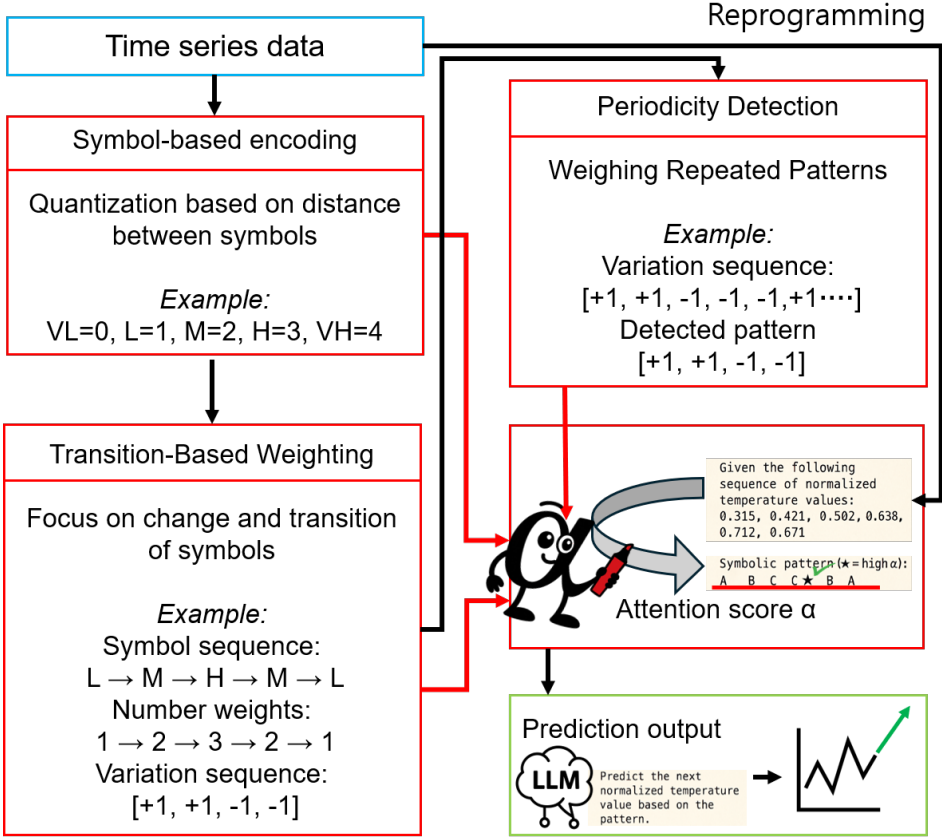 Reprogramming
Time series data
Symbol-based encoding
Quantization based on distance
between symbols
Example:
VL=0, L=1, M=2, H=3, VH=4
Transition-Based Weighting
Focus on change and transition
of symbols
Example:
Symbol sequence:
L → M → H → M → L
Number weights:
1 → 2 → 3 → 2 → 1
Variation sequence:
[+1, +1, -1, -1]
Periodicity Detection
Weighing Repeated Patterns
Example:
Variation sequence:
[+1, +1, -1, -1, -1,+1····]
Detected pattern
[+1, +1, -1, -1]
Given the following
sequence of normalized
temperature values:
0.315, 0.421, 0.502, 0.638,
0.712, 0.671
Symbolic pattern (★=high α):
A B C C ★ B A
Attention score α
Prediction output
LLM
Predict the next
normalized temperature
value based on the
pattern.